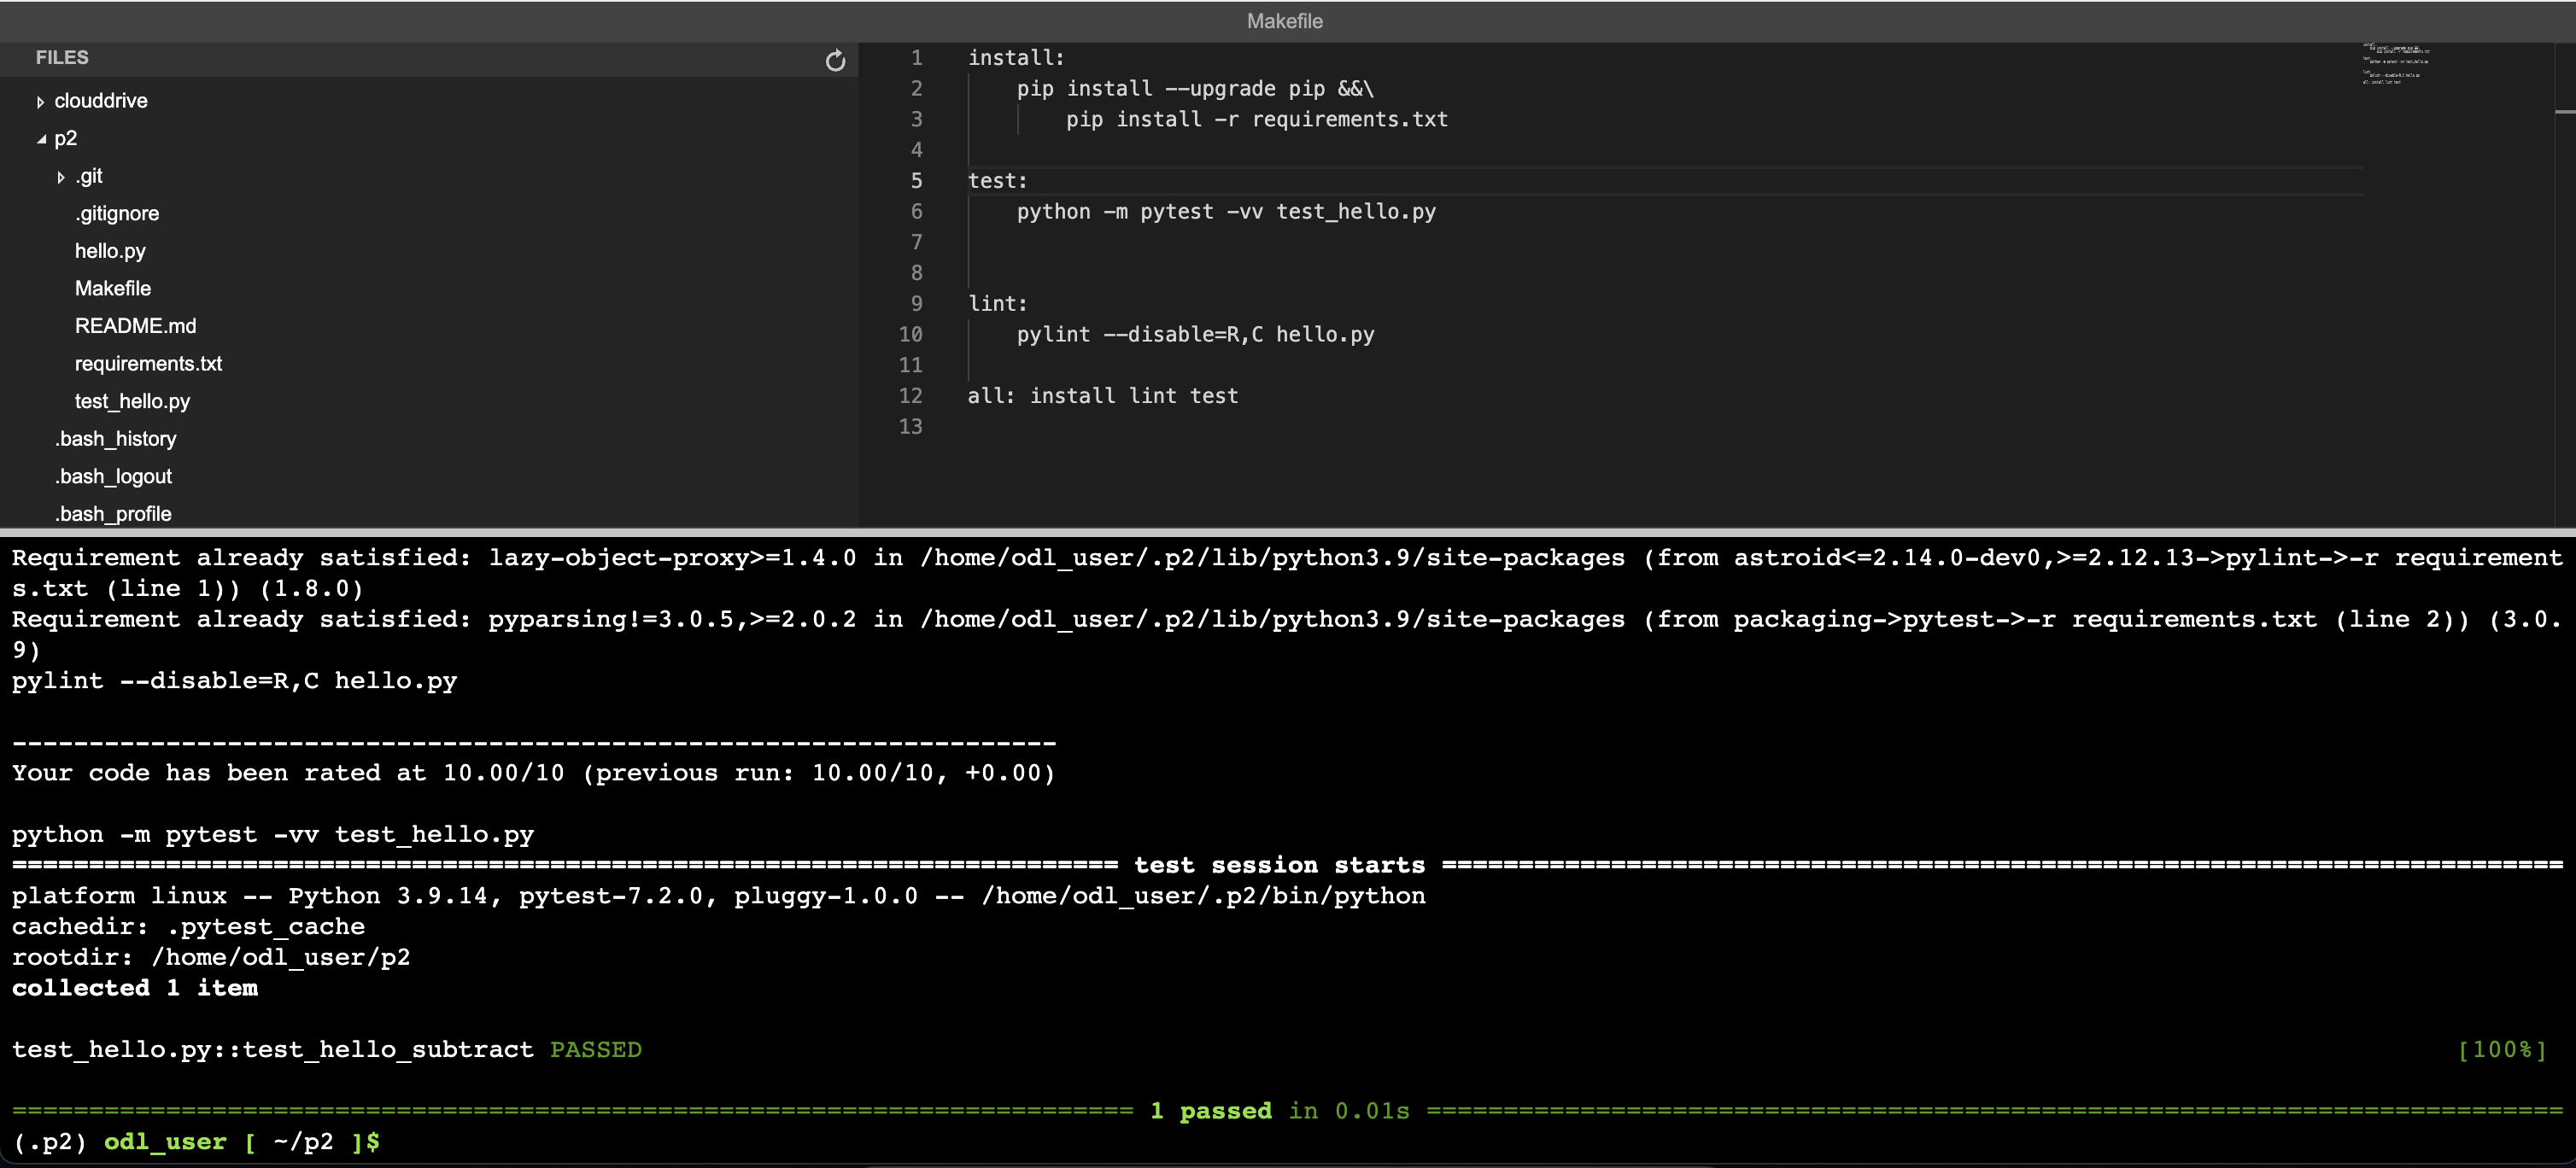 Makefile
FILES
clouddrive
p2
.git
.gitignore
hello.py
Makefile
README.md
requirements.txt
test_hello.py
.bash_history
.bash_logout
.bash_profile
1 install:
2 pip install --upgrade pip &&\
3 pip install -r requirements.txt
4
5 test:
6 python -m pytest -vv test_hello.py
7
8
9 lint:
10 pylint --disable=R,C hello.py
11
12 all: install lint test
13
Requirement already satisfied: lazy-object-proxy>=1.4.0 in /home/odl_user/.p2/lib/python3.9/site-packages (from astroid<=2.14.0-dev0,>=2.12.13->pylint->-r requirement
s.txt (line 1)) (1.8.0)
Requirement already satisfied: pyparsing!=3.0.5,>=2.0.2 in /home/odl_user/.p2/lib/python3.9/site-packages (from packaging->pytest->-r requirements.txt (line 2)) (3.0.
9)
pylint --disable=R,C hello.py
--------------------------------------------------------------------
Your code has been rated at 10.00/10 (previous run: 10.00/10, +0.00)
python -m pytest -vv test_hello.py
======================================================================== test session starts =========================================================================
platform linux -- Python 3.9.14, pytest-7.2.0, pluggy-1.0.0 -- /home/odl_user/.p2/bin/python
cachedir: .pytest_cache
rootdir: /home/odl_user/p2
collected 1 item
test_hello.py::test_hello_subtract PASSED [100%]
========================================================================= 1 passed in 0.01s ==========================================================================
(.p2) odl_user [ ~/p2 ]$